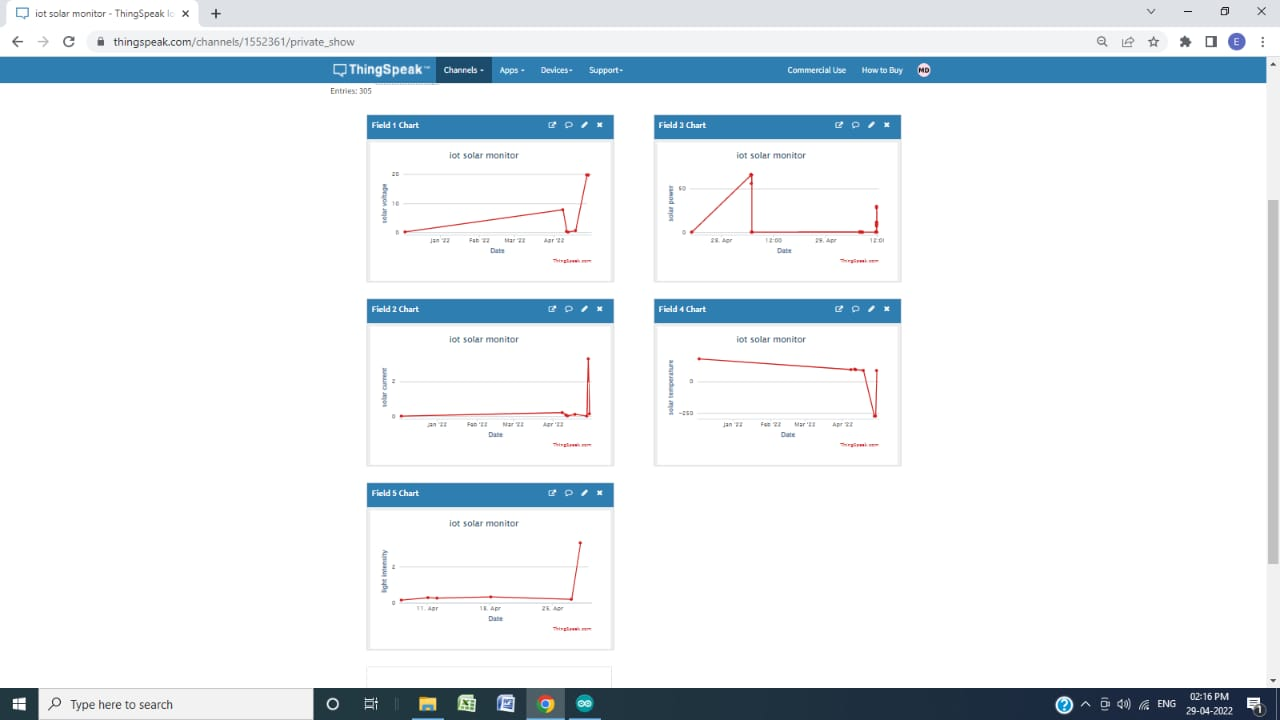 iot solar monitor - ThingSpeak Io
thingspeak.com/channels/1552361/private_show
E
ThingSpeak™
Channels
Apps
Devices
Support
Commercial Use
How to Buy
MD
Entries: 305
Field 1 Chart
iot solar monitor
solar voltage
20
10
0
Jan '22
Feb '22
Mar '22
Apr '22
Date
ThingSpeak.com
Field 3 Chart
iot solar monitor
solar power
50
0
28. Apr
12:00
29. Apr
12:0
Date
ThingSpeak.com
Field 2 Chart
iot solar monitor
solar current
2
0
Jan '22
Feb '22
Mar '22
Apr '22
Date
ThingSpeak.com
Field 4 Chart
iot solar monitor
solar temperature
0
-250
Jan '22
Feb '22
Mar '22
Apr '22
Date
ThingSpeak.com
Field 5 Chart
iot solar monitor
light intensity
2
0
11. Apr
18. Apr
25. Apr
Date
ThingSpeak.com
Type here to search
ENG
02:16 PM
29-04-2022
1